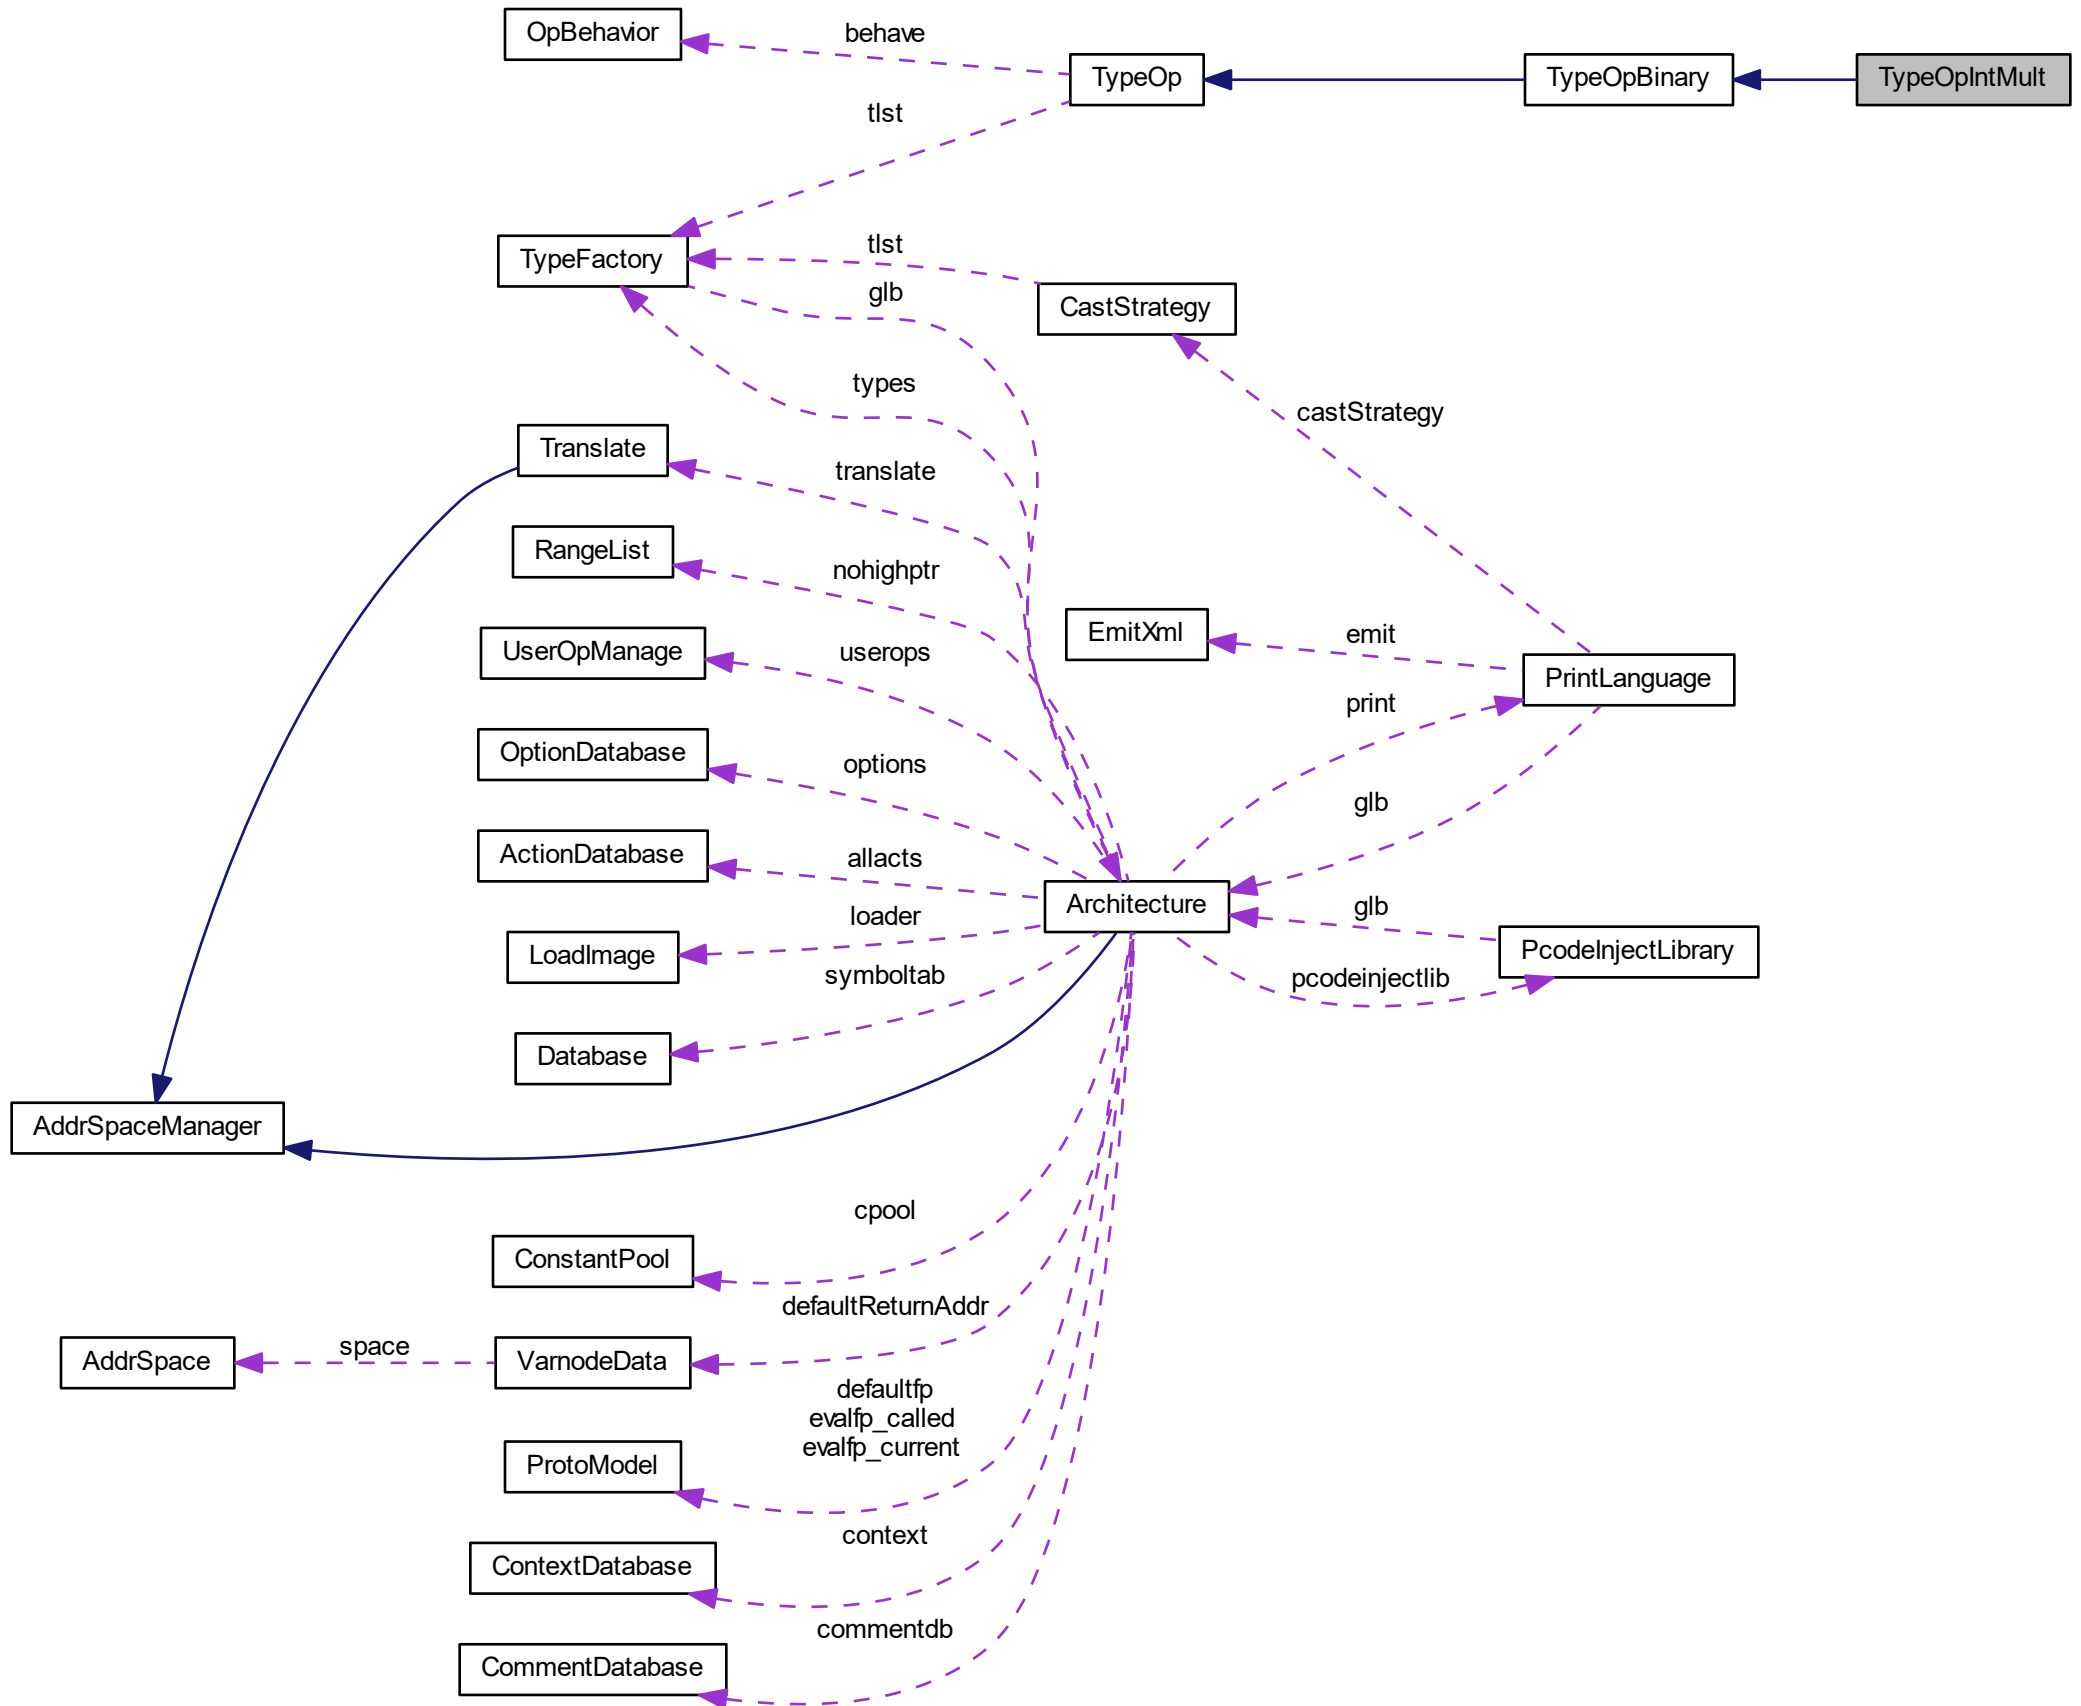 OpBehavior
behave
TypeOp
TypeOpBinary
TypeOpIntMult
tlst
TypeFactory
tlst
glb
CastStrategy
types
castStrategy
Translate
translate
RangeList
nohighptr
EmitXml
emit
UserOpManage
userops
PrintLanguage
print
OptionDatabase
options
glb
ActionDatabase
allacts
Architecture
glb
LoadImage
loader
PcodeInjectLibrary
symboltab
pcodeinjectlib
Database
AddrSpaceManager
cpool
ConstantPool
defaultReturnAddr
AddrSpace
space
VarnodeData
defaultfp
evalfp_called
evalfp_current
ProtoModel
context
ContextDatabase
commentdb
CommentDatabase